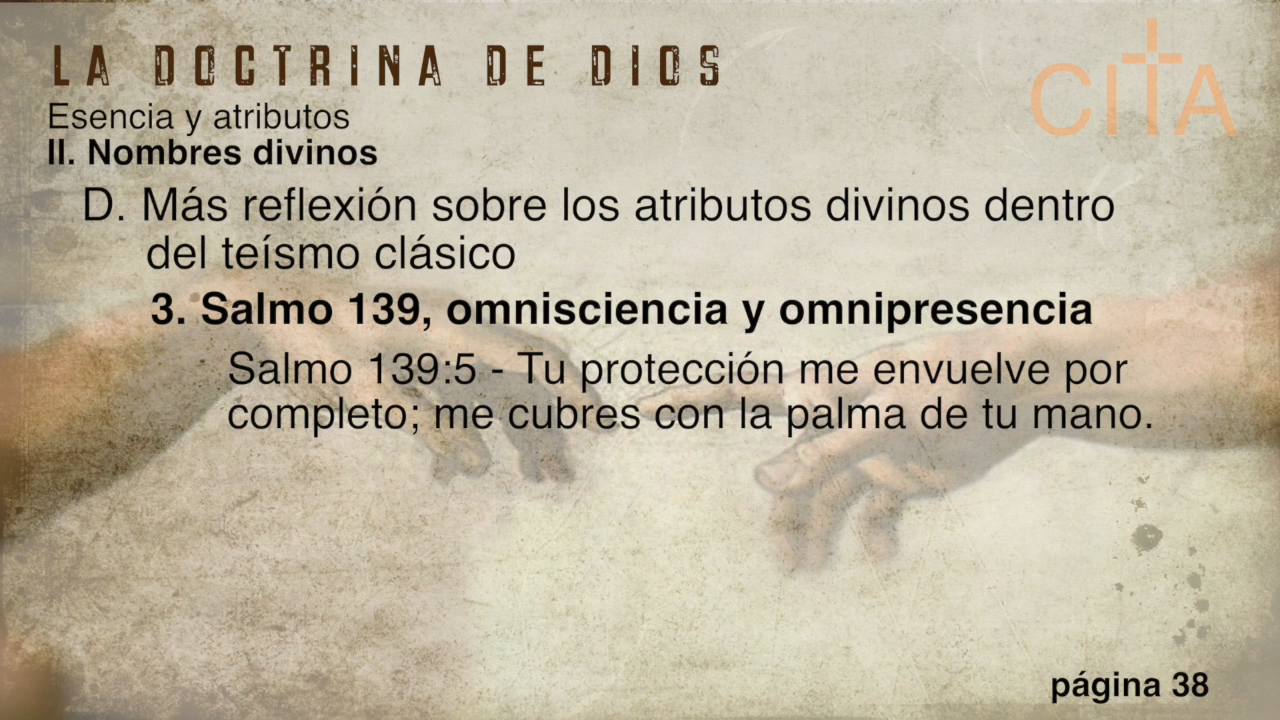 LA DOCTRINA DE DIOS
CITA
Esencia y atributos
II. Nombres divinos
D. Más reflexión sobre los atributos divinos dentro
del teísmo clásico
3. Salmo 139, omnisciencia y omnipresencia
Salmo 139:5 - Tu protección me envuelve por
completo; me cubres con la palma de tu mano.
página 38